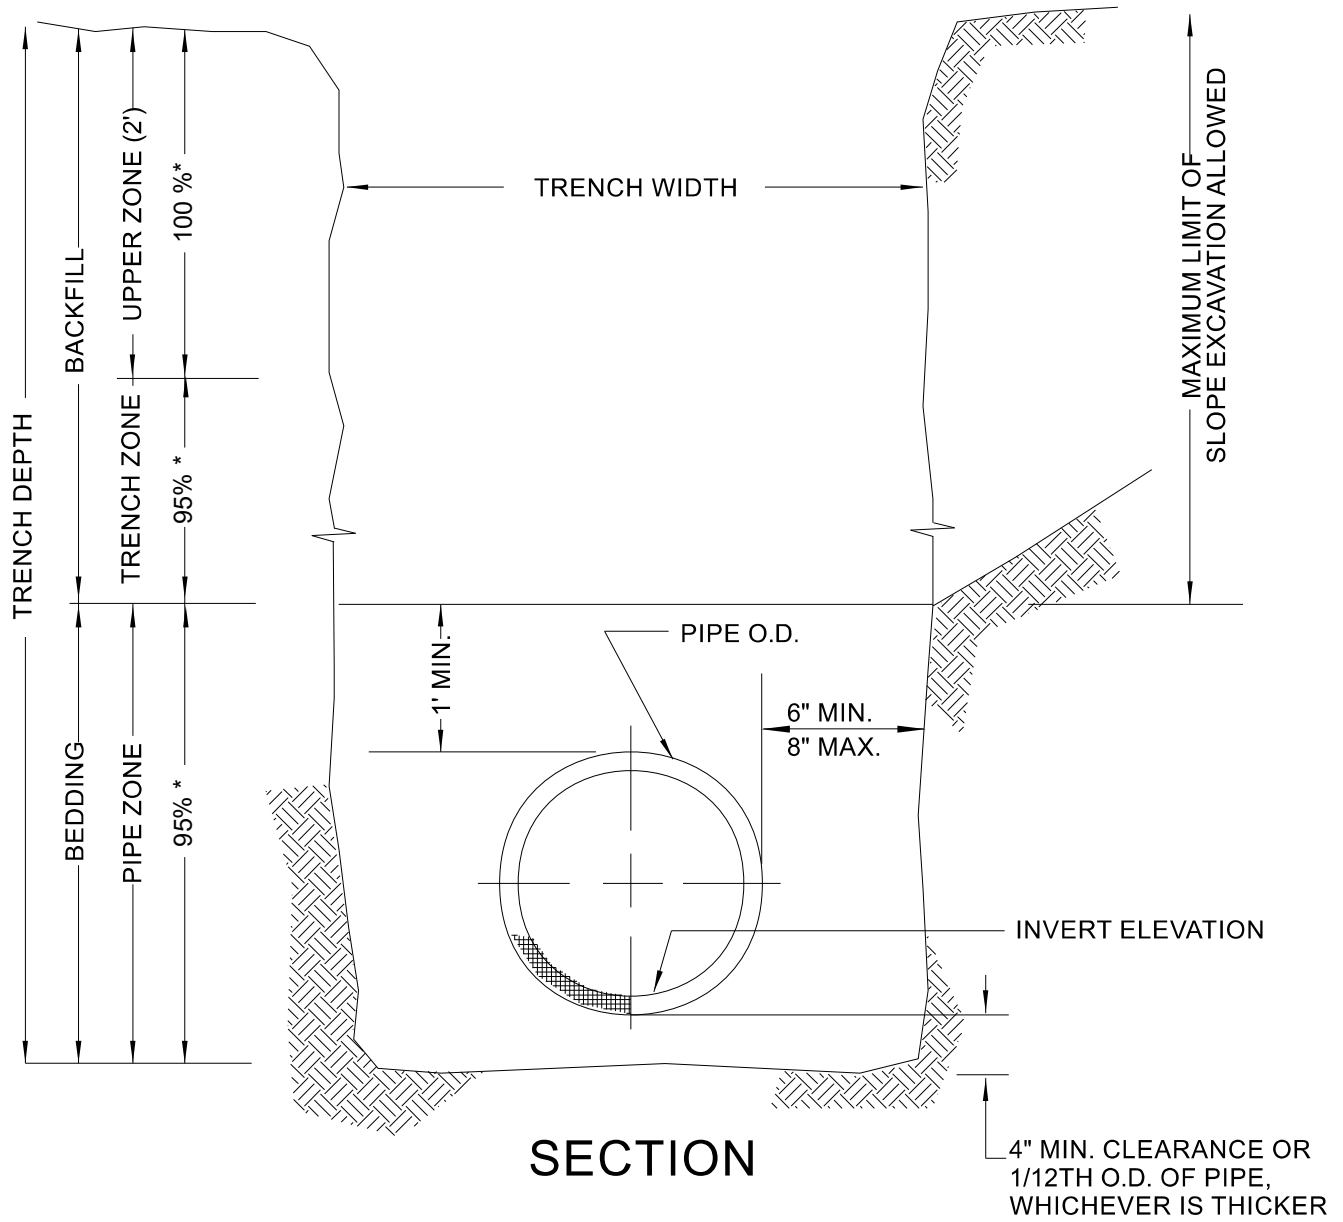 TRENCH DEPTH
BACKFILL
UPPER ZONE (2')
100 %*
TRENCH ZONE
95% *
BEDDING
PIPE ZONE
95% *
TRENCH WIDTH
MAXIMUM LIMIT OF
SLOPE EXCAVATION ALLOWED
1' MIN.
PIPE O.D.
6" MIN.
8" MAX.
INVERT ELEVATION
4" MIN. CLEARANCE OR
1/12TH O.D. OF PIPE,
WHICHEVER IS THICKER
SECTION